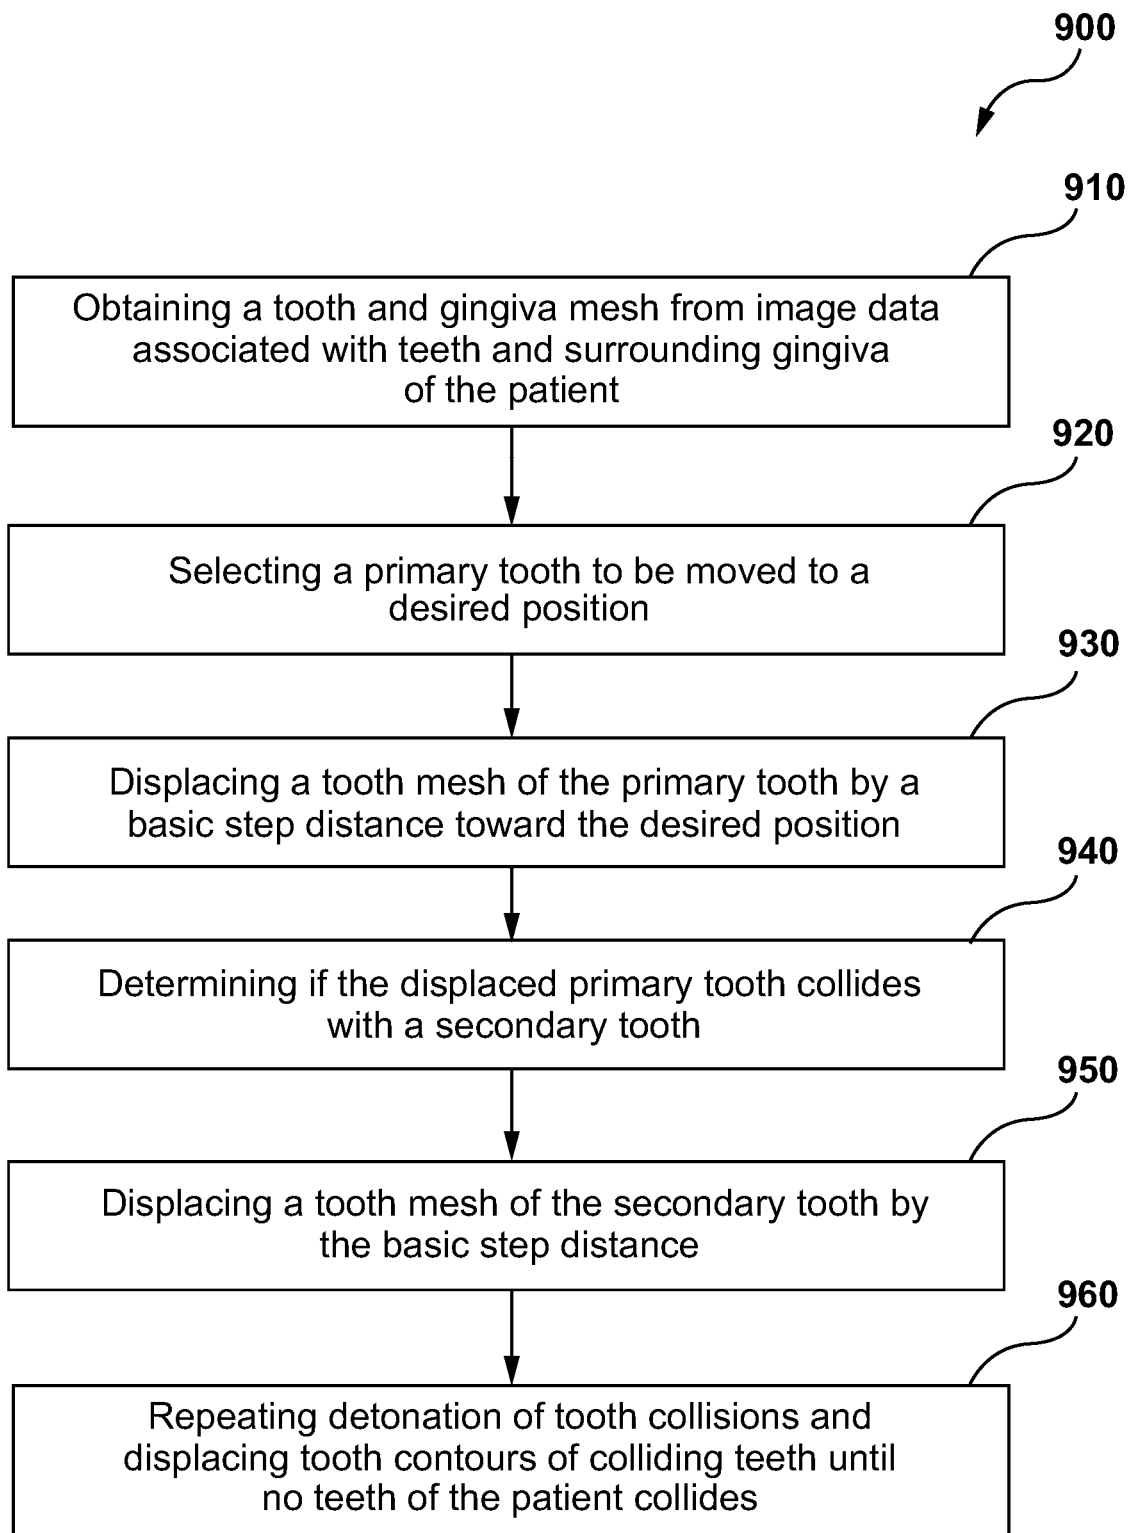 900
910
Obtaining a tooth and gingiva mesh from image data
associated with teeth and surrounding gingiva
of the patient
920
Selecting a primary tooth to be moved to a
desired position
930
Displacing a tooth mesh of the primary tooth by a
basic step distance toward the desired position
940
Determining if the displaced primary tooth collides
with a secondary tooth
950
Displacing a tooth mesh of the secondary tooth by
the basic step distance
960
Repeating detonation of tooth collisions and
displacing tooth contours of colliding teeth until
no teeth of the patient collides